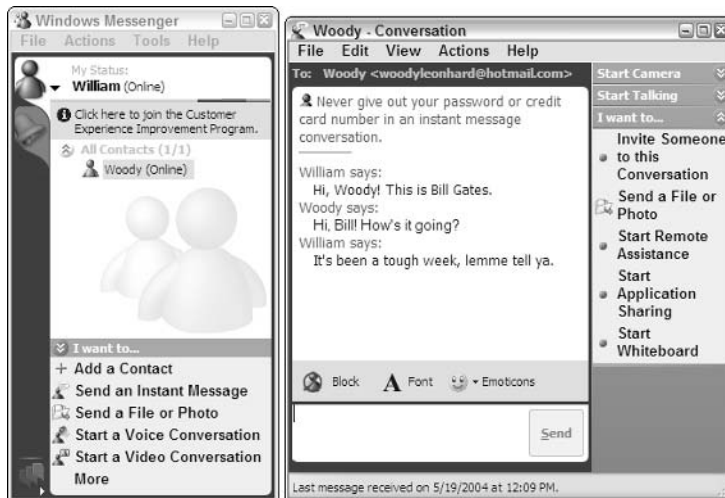 Windows Messenger
File Actions Tools Help
My Status:
William (Online)
Click here to join the Customer
Experience Improvement Program.
All Contacts (1/1)
Woody (Online)
I want to...
Add a Contact
Send an Instant Message
Send a File or Photo
Start a Voice Conversation
Start a Video Conversation
More
Woody - Conversation
File Edit View Actions Help
To: Woody <woodyleonhard@hotmail.com>
Never give out your password or credit
card number in an instant message
conversation.
William says:
Hi, Woody! This is Bill Gates.
Woody says:
Hi, Bill! How's it going?
William says:
It's been a tough week, lemme tell ya.
Block A Font Emoticons
Send
Last message received on 5/19/2004 at 12:09 PM.
Start Camera
Start Talking
I want to...
Invite Someone
to this
Conversation
Send a File or
Photo
Start Remote
Assistance
Start
Application
Sharing
Start
Whiteboard